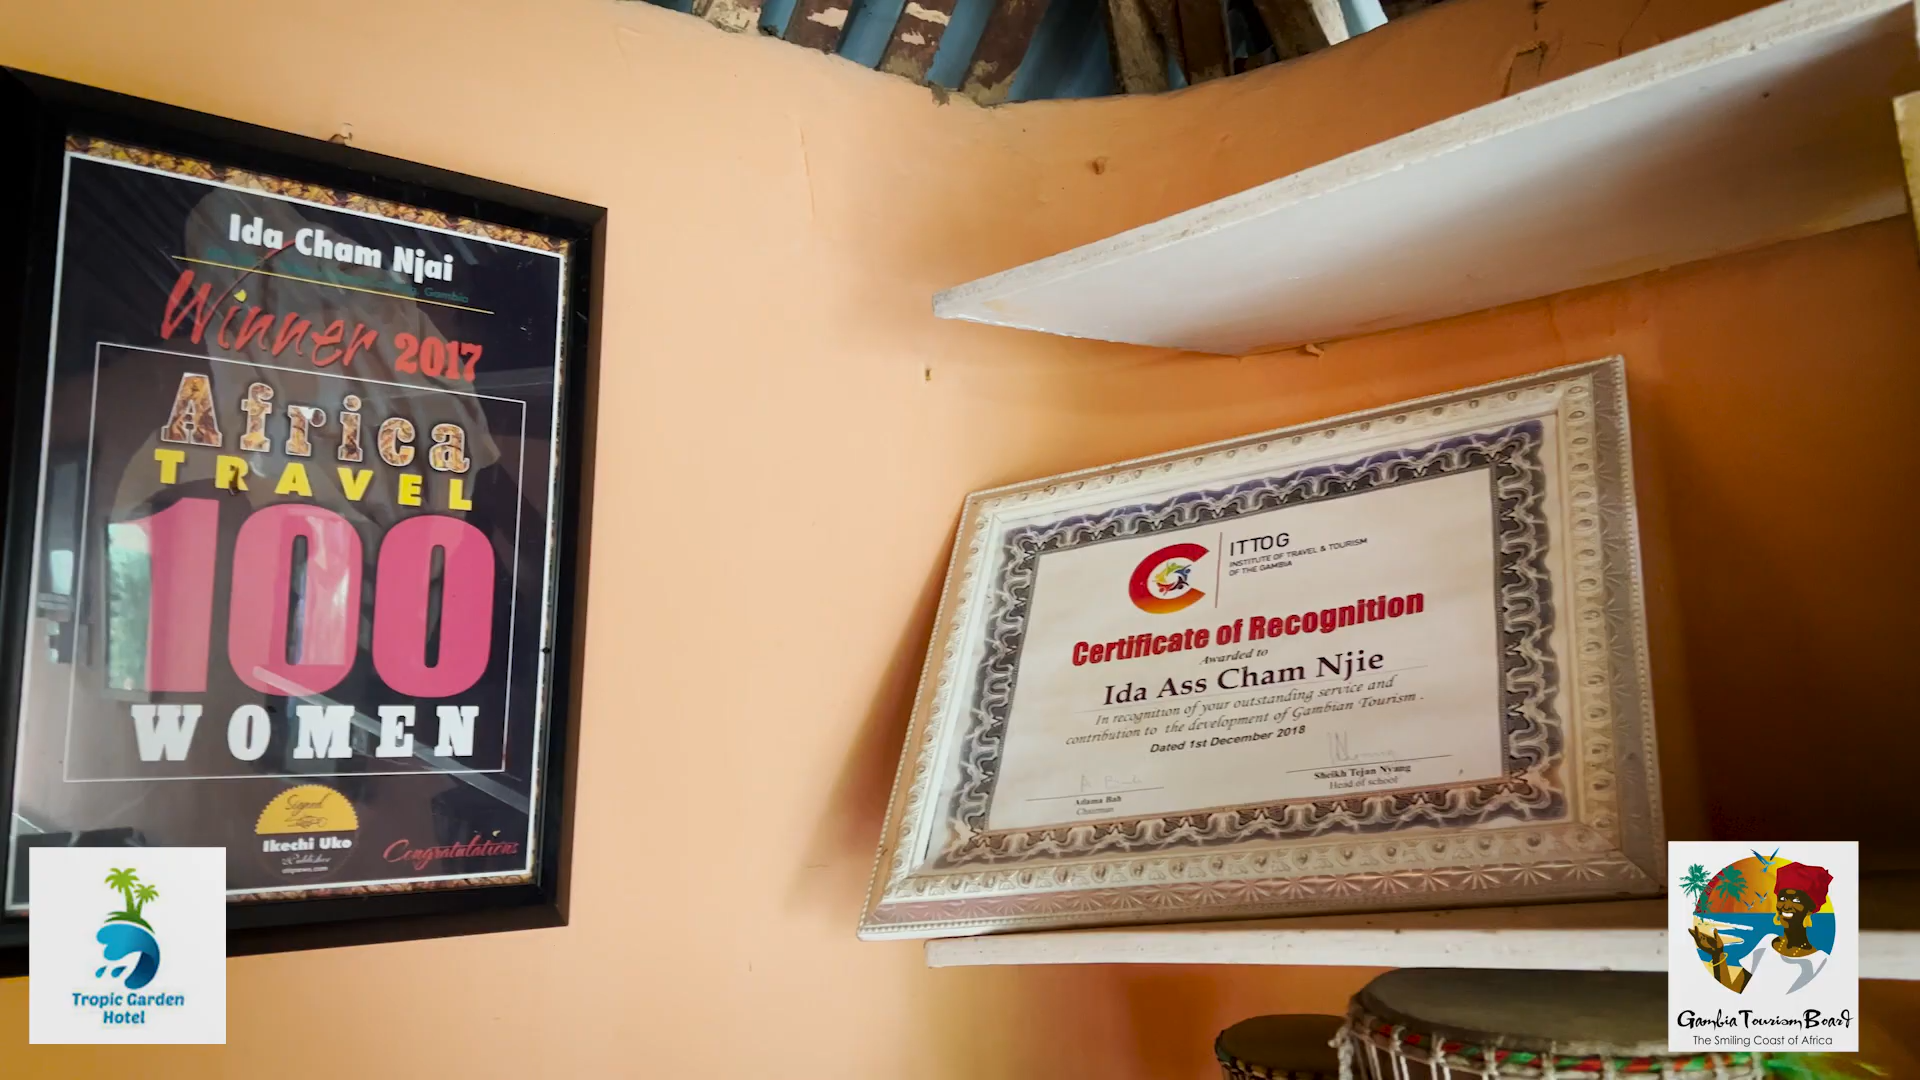 Ida Cham Njai
Gambia
Winner 2017
Africa
TRAVEL
100
WOMEN
Signed
Ikechi Uko
Publisher
Congratulations
ITTOG
INSTITUTE OF TRAVEL & TOURISM
OF THE GAMBIA
Certificate of Recognition
Awarded to
Ida Ass Cham Njie
In recognition of your outstanding service and
contribution to the development of Gambian Tourism .
Dated 1st December 2018
Adama Bah
Chairman
Sheikh Tejan Nyang
Head of school
Tropic Garden
Hotel
Gambia Tourism Board
The Smiling Coast of Africa